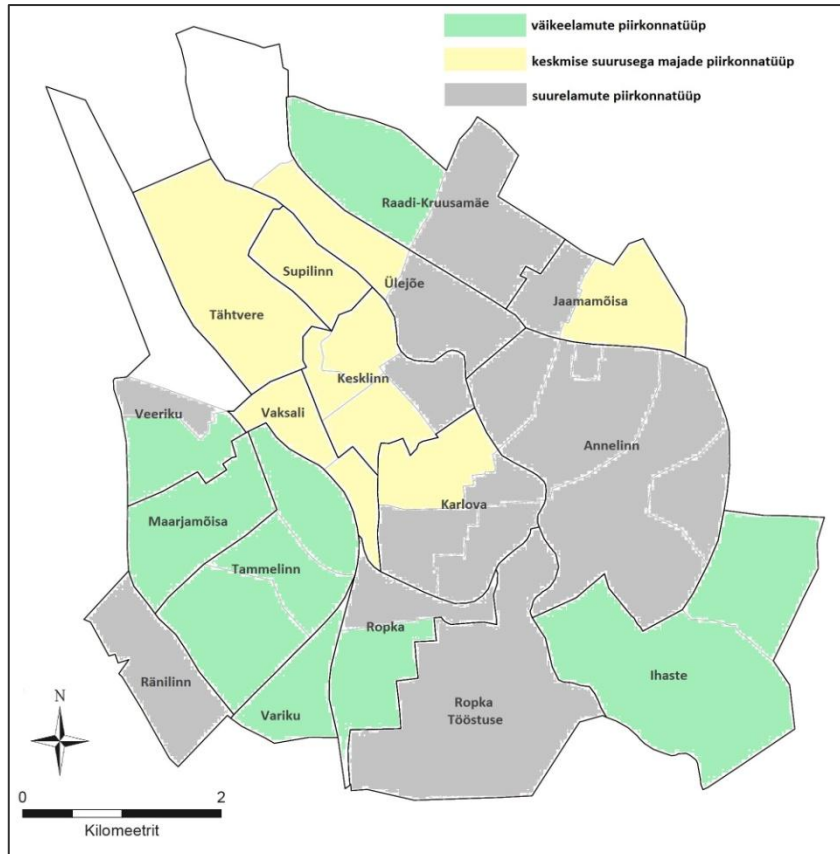 väikeelamute piirkonnatüüp
keskmise suurusega majade piirkonnatüüp
suurelamute piirkonnatüüp
Raadi-Kruusamäe
Supilinn
Ülejõe
Jaamamõisa
Tähtvere
Kesklinn
Veeriku
Vaksali
Annelinn
Karlova
Maarjamõisa
Tammelinn
Ropka
Ränilinn
Ihaste
Variku
Ropka
Tööstuse
N
0 2
Kilomeetrit